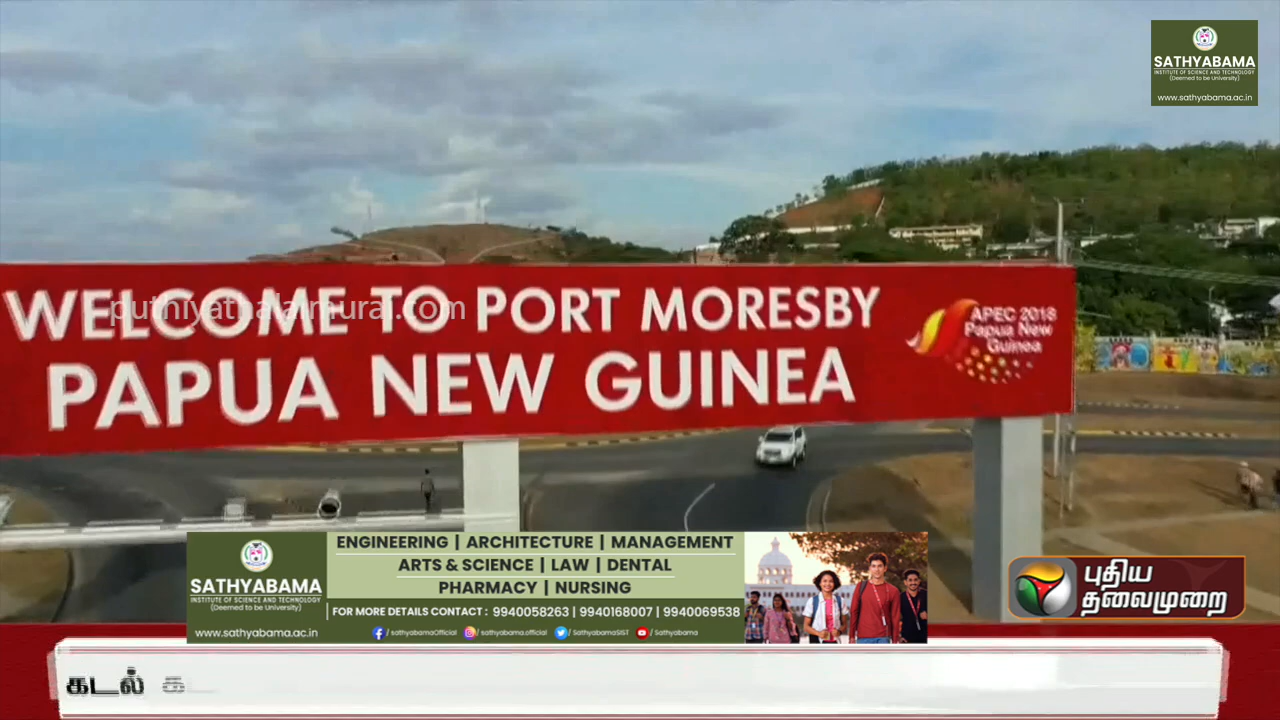 SATHYABAMA
INSTITUTE OF SCIENCE AND TECHNOLOGY
(Deemed to be University)
www.sathyabama.ac.in
WELCOME TO PORT MORESBY
PAPUA NEW GUINEA
puthiyathalaimurai.com
APEC 2018
Papua New
Guinea
SATHYABAMA
INSTITUTE OF SCIENCE AND TECHNOLOGY
(Deemed to be University)
www.sathyabama.ac.in
ENGINEERING | ARCHITECTURE | MANAGEMENT
ARTS & SCIENCE | LAW | DENTAL
PHARMACY | NURSING
FOR MORE DETAILS CONTACT : 9940058263 | 9940168007 | 9940069538
/sathyabamaOfficial /sathyabama.official /SathyabamaSIST /Sathyabama
புதிய
தலைமுறை
கடல் க